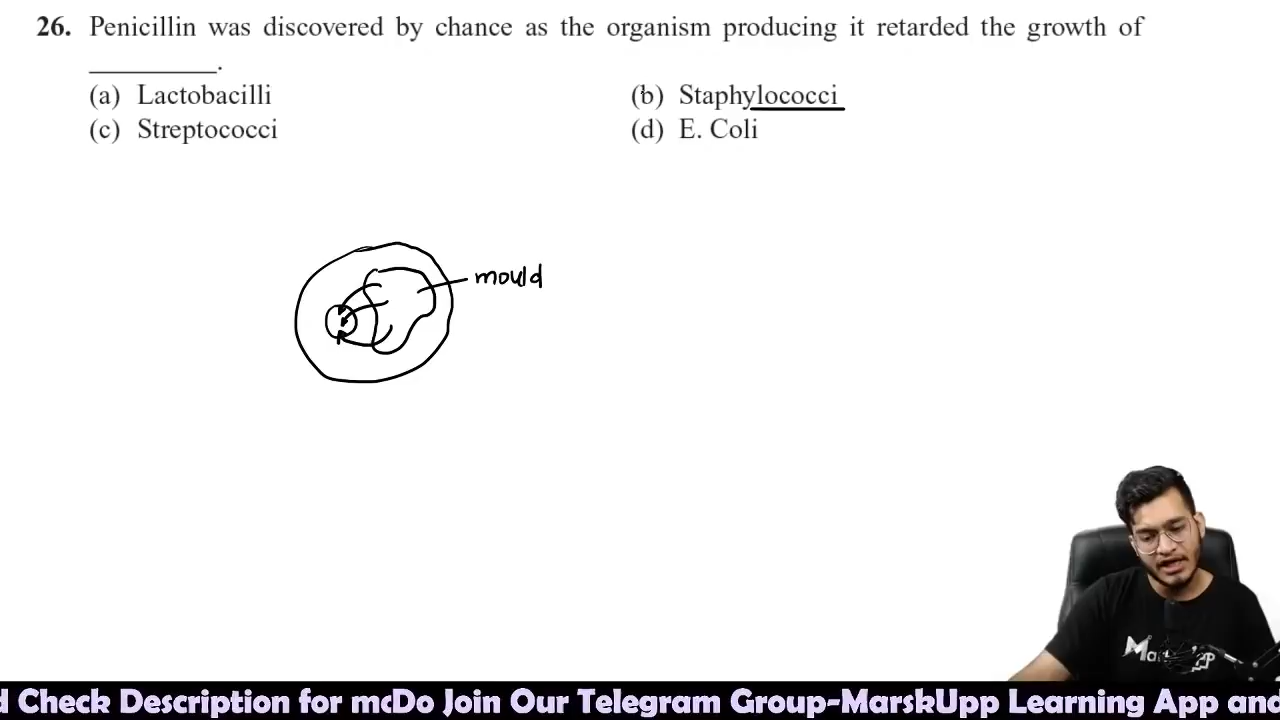 26. Penicillin was discovered by chance as the organism producing it retarded the growth of
__________.
(a) Lactobacilli (b) Staphylococci
(c) Streptococci (d) E. Coli
mould
Check Description for mcDo Join Our Telegram Group-MarskUpp Learning App and